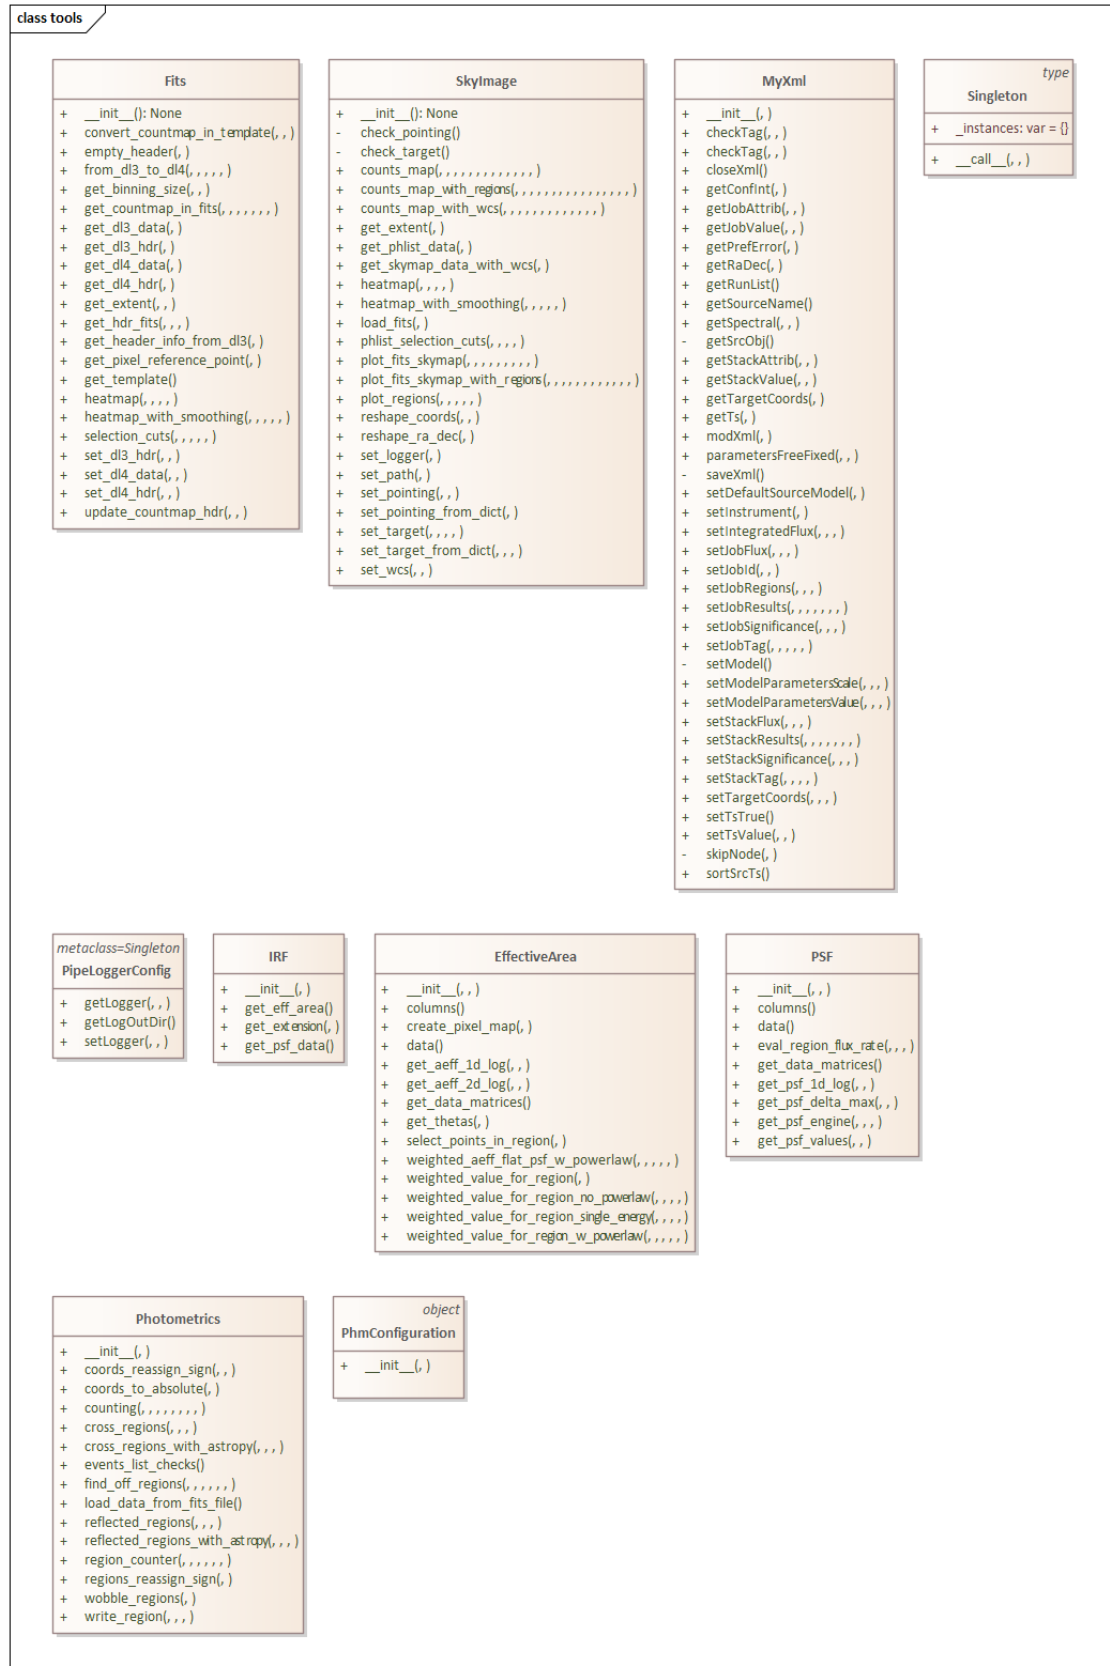 class tools
Fits
+ __init__(): None
+ convert_countmap_in_template(, , )
+ empty_header(, )
+ from_dl3_to_dl4(, , , , , )
+ get_binning_size(, , )
+ get_countmap_in_fits(, , , , , , , )
+ get_dl3_data(, )
+ get_dl3_hdr(, )
+ get_dl4_data(, )
+ get_dl4_hdr(, )
+ get_extent(, , )
+ get_hdr_fits(, , , )
+ get_header_info_from_dl3(, )
+ get_pixel_reference_point(, )
+ get_template()
+ heatmap(, , , , )
+ heatmap_with_smoothing(, , , , , )
+ selection_cuts(, , , , , )
+ set_dl3_hdr(, , )
+ set_dl4_data(, , )
+ set_dl4_hdr(, , )
+ update_countmap_hdr(, , )
SkyImage
+ __init__(): None
- check_pointing()
- check_target()
+ counts_map(, , , , , , , , , , , , , )
+ counts_map_with_regions(, , , , , , , , , , , , , , , , )
+ counts_map_with_wcs(, , , , , , , , , , , , , )
+ get_extent(, )
+ get_phlist_data(, )
+ get_skymap_data_with_wcs(, )
+ heatmap(, , , , )
+ heatmap_with_smoothing(, , , , , )
+ load_fits(, )
+ phlist_selection_cuts(, , , , )
+ plot_fits_skymap(, , , , , , , , , )
+ plot_fits_skymap_with_regions(, , , , , , , , , , , , )
+ plot_regions(, , , , , )
+ reshape_coords(, , )
+ reshape_ra_dec(, )
+ set_logger(, )
+ set_path(, )
+ set_pointing(, , )
+ set_pointing_from_dict(, )
+ set_target(, , , , )
+ set_target_from_dict(, , , )
+ set_wcs(, , )
MyXml
+ __init__(, )
+ checkTag(, , )
+ checkTag(, , )
+ closeXml()
+ getConfInt(, )
+ getJobAttrib(, , )
+ getJobValue(, , )
+ getPrefError(, )
+ getRaDec(, )
+ getRunList()
+ getSourceName()
+ getSpectral(, , )
- getSrcObj()
+ getStackAttrib(, , )
+ getStackValue(, , )
+ getTargetCoords(, )
+ getTs(, )
+ modXml(, )
+ parametersFreeFixed(, , )
- saveXml()
+ setDefaultSourceModel(, )
+ setInstrument(, )
+ setIntegratedFlux(, , , )
+ setJobFlux(, , , )
+ setJobId(, , )
+ setJobRegions(, , , )
+ setJobResults(, , , , , , , )
+ setJobSignificance(, , , )
+ setJobTag(, , , , , )
- setModel()
+ setModelParametersScale(, , , )
+ setModelParametersValue(, , , )
+ setStackFlux(, , , )
+ setStackResults(, , , , , , , )
+ setStackSignificance(, , , )
+ setStackTag(, , , , )
+ setTargetCoords(, , , )
+ setTsTrue()
+ setTsValue(, , )
- skipNode(, )
+ sortSrcTs()
type
Singleton
+ _instances: var = {}
+ __call__(, , )
metaclass=Singleton
PipeLoggerConfig
+ getLogger(, , )
+ getLogOutDir()
+ setLogger(, , )
IRF
+ __init__(, )
+ get_eff_area()
+ get_extension(, )
+ get_psf_data()
EffectiveArea
+ __init__(, , )
+ columns()
+ create_pixel_map(, )
+ data()
+ get_aeff_1d_log(, , )
+ get_aeff_2d_log(, , )
+ get_data_matrices()
+ get_thetas(, )
+ select_points_in_region(, )
+ weighted_aeff_flat_psf_w_powerlaw(, , , , , )
+ weighted_value_for_region(, )
+ weighted_value_for_region_no_powerlaw(, , , , )
+ weighted_value_for_region_single_energy(, , , , )
+ weighted_value_for_region_w_powerlaw(, , , , , )
PSF
+ __init__(, , )
+ columns()
+ data()
+ eval_region_flux_rate(, , , )
+ get_data_matrices()
+ get_psf_1d_log(, , )
+ get_psf_delta_max(, , )
+ get_psf_engine(, , , )
+ get_psf_values(, , )
Photometrics
+ __init__(, )
+ coords_reassign_sign(, , )
+ coords_to_absolute(, )
+ counting(, , , , , , , , )
+ cross_regions(, , , )
+ cross_regions_with_astropy(, , , )
+ events_list_checks()
+ find_off_regions(, , , , , , )
+ load_data_from_fits_file()
+ reflected_regions(, , , )
+ reflected_regions_with_astropy(, , , )
+ region_counter(, , , , , , )
+ regions_reassign_sign(, )
+ wobble_regions(, )
+ write_region(, , , )
object
PhmConfiguration
+ __init__(, )